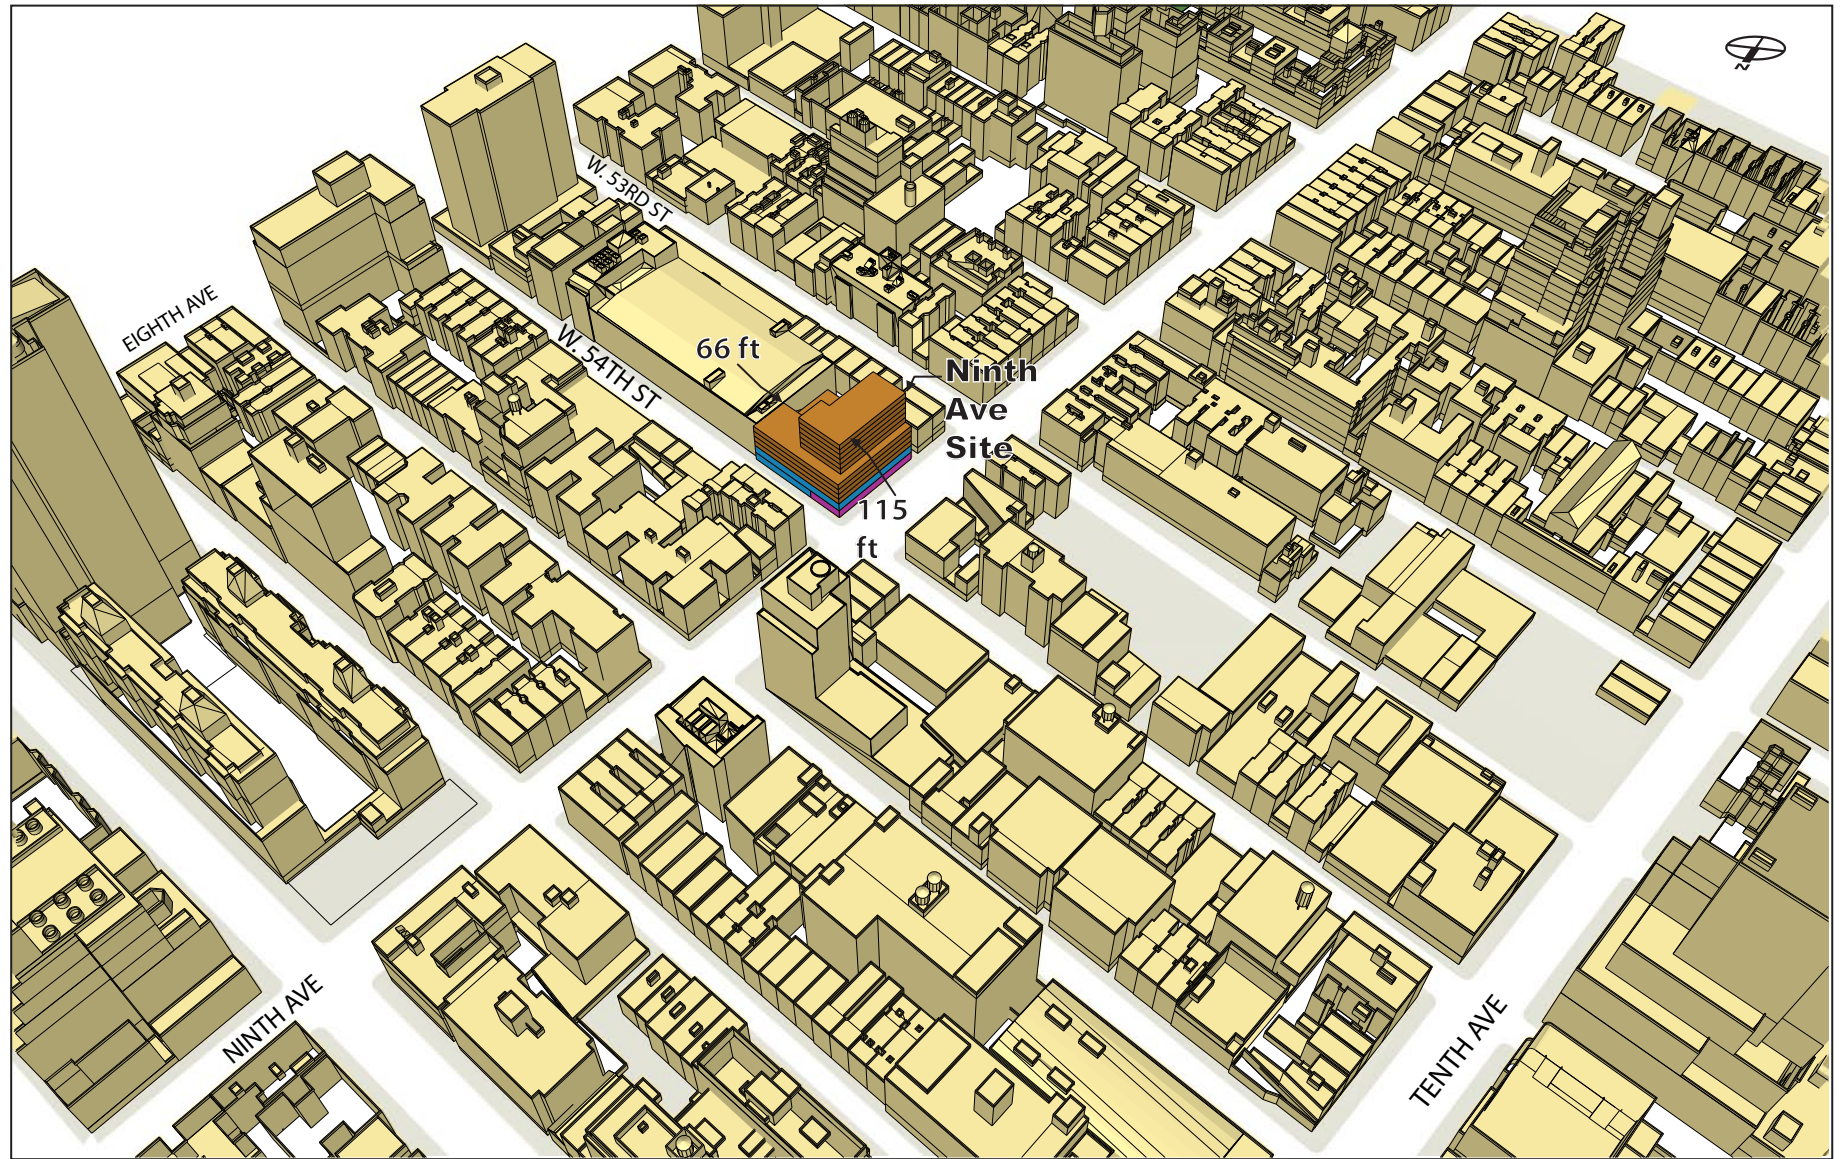 N
W. 53RD ST
EIGHTH AVE
W. 54TH ST
66 ft
Ninth
Ave
Site
115
ft
NINTH AVE
TENTH AVE